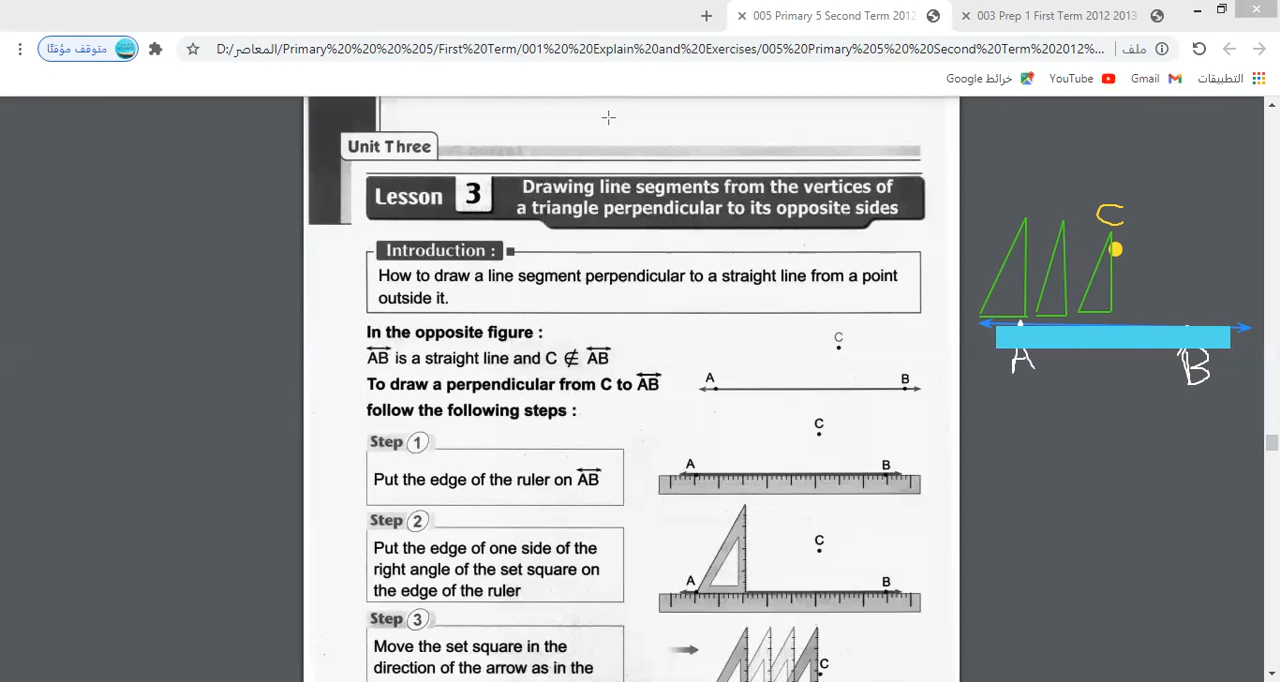 005 Primary 5 Second Term 2012
003 Prep 1 First Term 2012 2013
متوقف مؤقتًا
D:/المعاصر/Primary%20%20%20%205/First%20Term/001%20%20Explain%20and%20Exercises/005%20Primary%205%20%20Second%20Term%202012%...
ملف
خرائط Google
YouTube
Gmail
التطبيقات
Unit Three
Lesson 3
Drawing line segments from the vertices of
a triangle perpendicular to its opposite sides
Introduction :
How to draw a line segment perpendicular to a straight line from a point
outside it.
In the opposite figure :
AB is a straight line and C ∉ AB
To draw a perpendicular from C to AB
follow the following steps :
C
A B
Step 1
Put the edge of the ruler on AB
C
A B
Step 2
Put the edge of one side of the
right angle of the set square on
the edge of the ruler
C
A B
Step 3
Move the set square in the
direction of the arrow as in the
C
C
A B